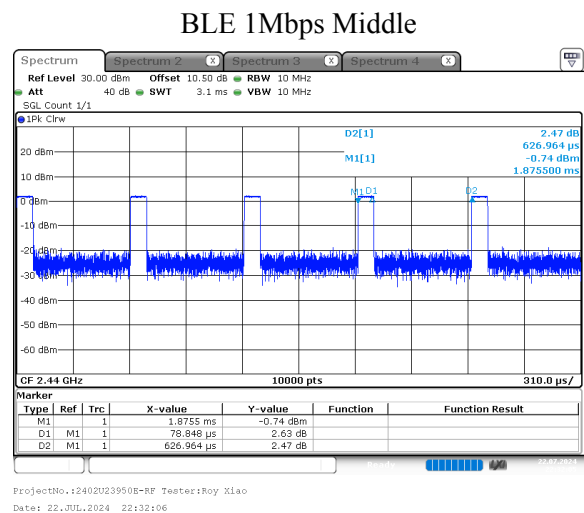 BLE 1Mbps Middle
Spectrum Spectrum 2 X Spectrum 3 X Spectrum 4 X
Ref Level 30.00 dBm Offset 10.50 dB RBW 10 MHz
Att 40 dB SWT 3.1 ms VBW 10 MHz
SGL Count 1/1
1Pk Clrw
D2[1] 2.47 dB
626.964 µs
M1[1] -0.74 dBm
1.875500 ms
20 dBm
10 dBm
M1 D1 D2
0 dBm
-10 dBm
-20 dBm
-30 dBm
-40 dBm
-50 dBm
-60 dBm
CF 2.44 GHz 10000 pts 310.0 µs/
Marker
Type Ref Trc X-value Y-value Function Function Result
M1 1 1.8755 ms -0.74 dBm
D1 M1 1 78.848 µs 2.63 dB
D2 M1 1 626.964 µs 2.47 dB
Ready 22.07.2024
ProjectNo.:2402U23950E-RF Tester:Roy Xiao
Date: 22.JUL.2024 22:32:06